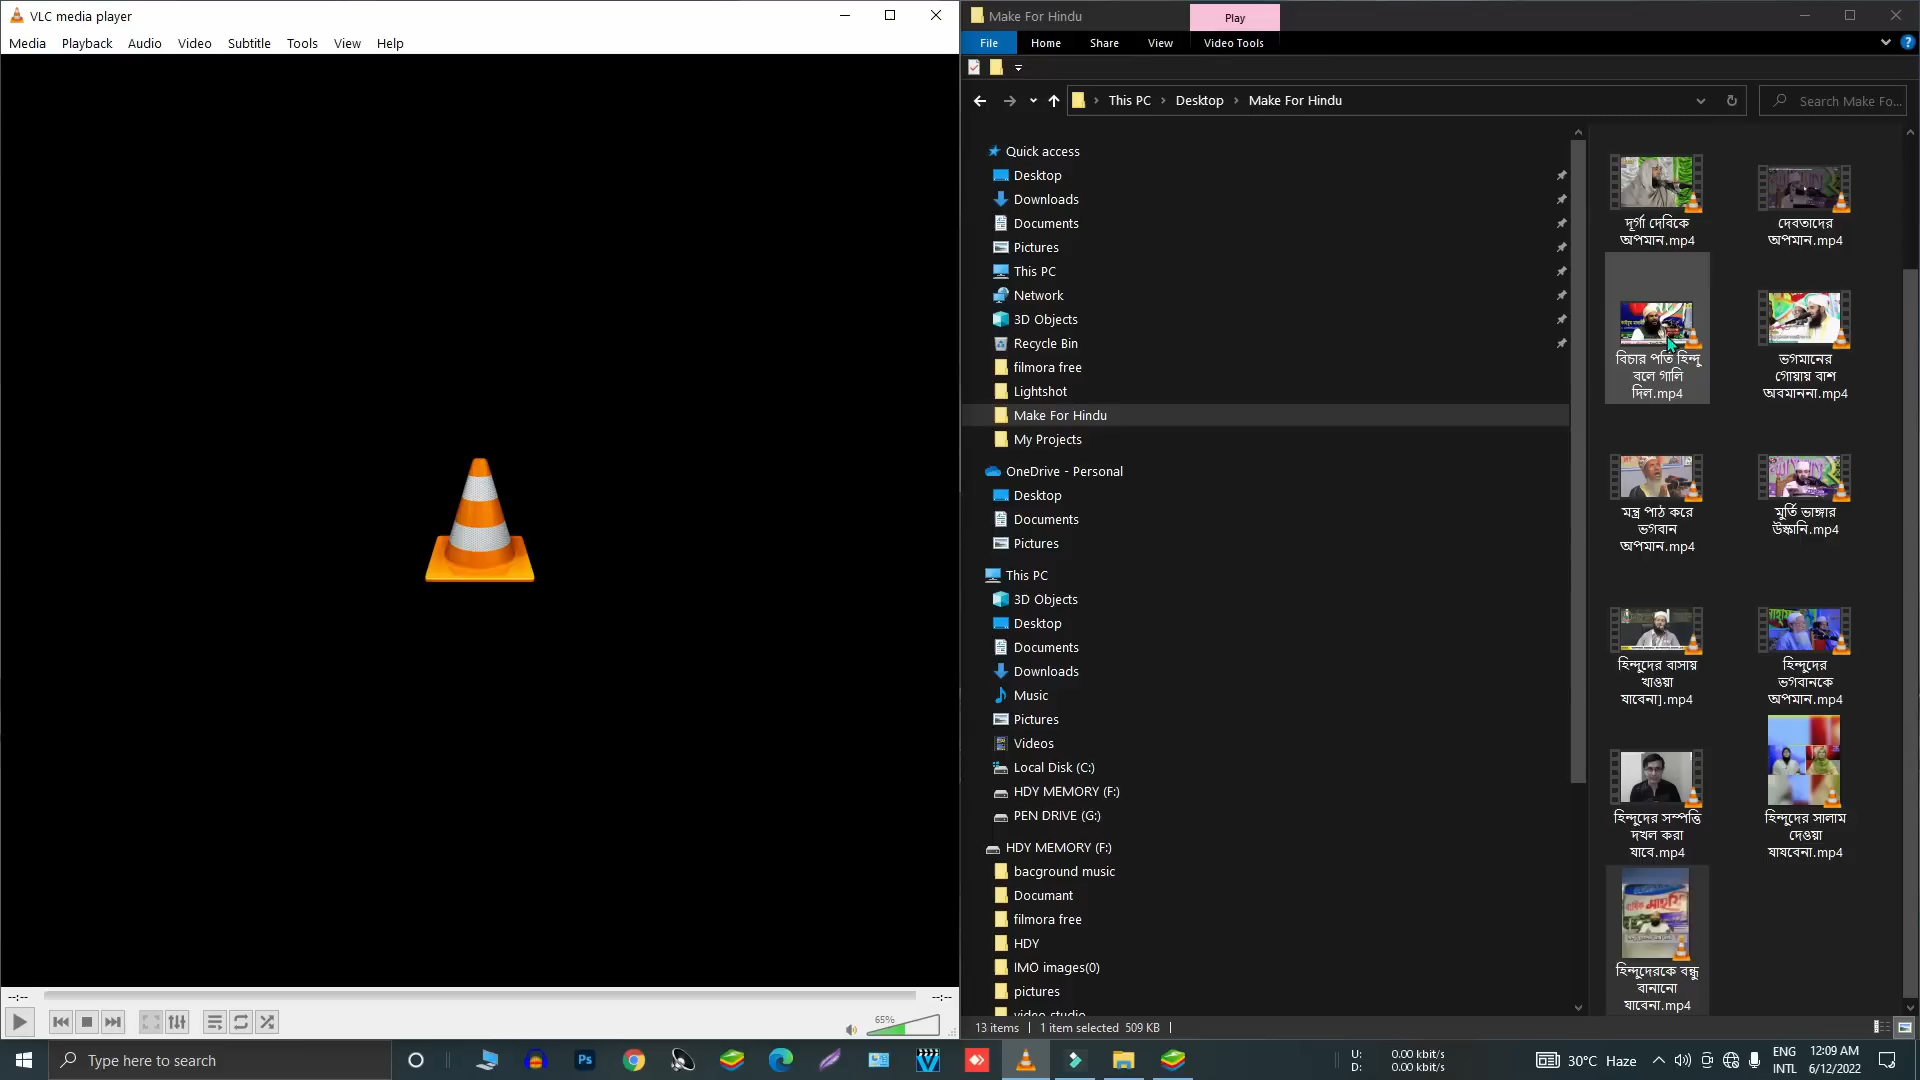 VLC media player
Media Playback Audio Video Subtitle Tools View Help
--:-- --:--
65%
Make For Hindu
Play
File Home Share View Video Tools
This PC Desktop Make For Hindu
Search Make Fo...
Quick access
Desktop
Downloads
Documents
Pictures
This PC
Network
3D Objects
Recycle Bin
filmora free
Lightshot
Make For Hindu
My Projects
OneDrive - Personal
Desktop
Documents
Pictures
This PC
3D Objects
Desktop
Documents
Downloads
Music
Pictures
Videos
Local Disk (C:)
HDY MEMORY (F:)
PEN DRIVE (G:)
HDY MEMORY (F:)
bacground music
Documant
filmora free
HDY
IMO images(0)
pictures
video studio
দূর্গা দেবিকে
অপমান.mp4
দেবতাদের
অপমান.mp4
বিচার পতি হিন্দু
বলে গালি
দিল.mp4
ভগমানের
গোয়ায় বাশ
অবমাননা.mp4
মন্ত্র পাঠ করে
ভগবান
অপমান.mp4
মুর্তি ভাঙ্গার
উস্কানি.mp4
হিন্দুদের বাসায়
খাওয়া
যাবেনা].mp4
হিন্দুদের
ভগবানকে
অপমান.mp4
হিন্দুদের সম্পত্তি
দখল করা
যাবে.mp4
হিন্দুদের সালাম
দেওয়া
যাযবেনা.mp4
হিন্দুদেরকে বন্ধু
বানানো
যাবেনা.mp4
13 items 1 item selected 509 KB
Type here to search
Ps
U: 0.00 kbit/s
D: 0.00 kbit/s
30°C Haze
ENG
INTL
12:09 AM
6/12/2022